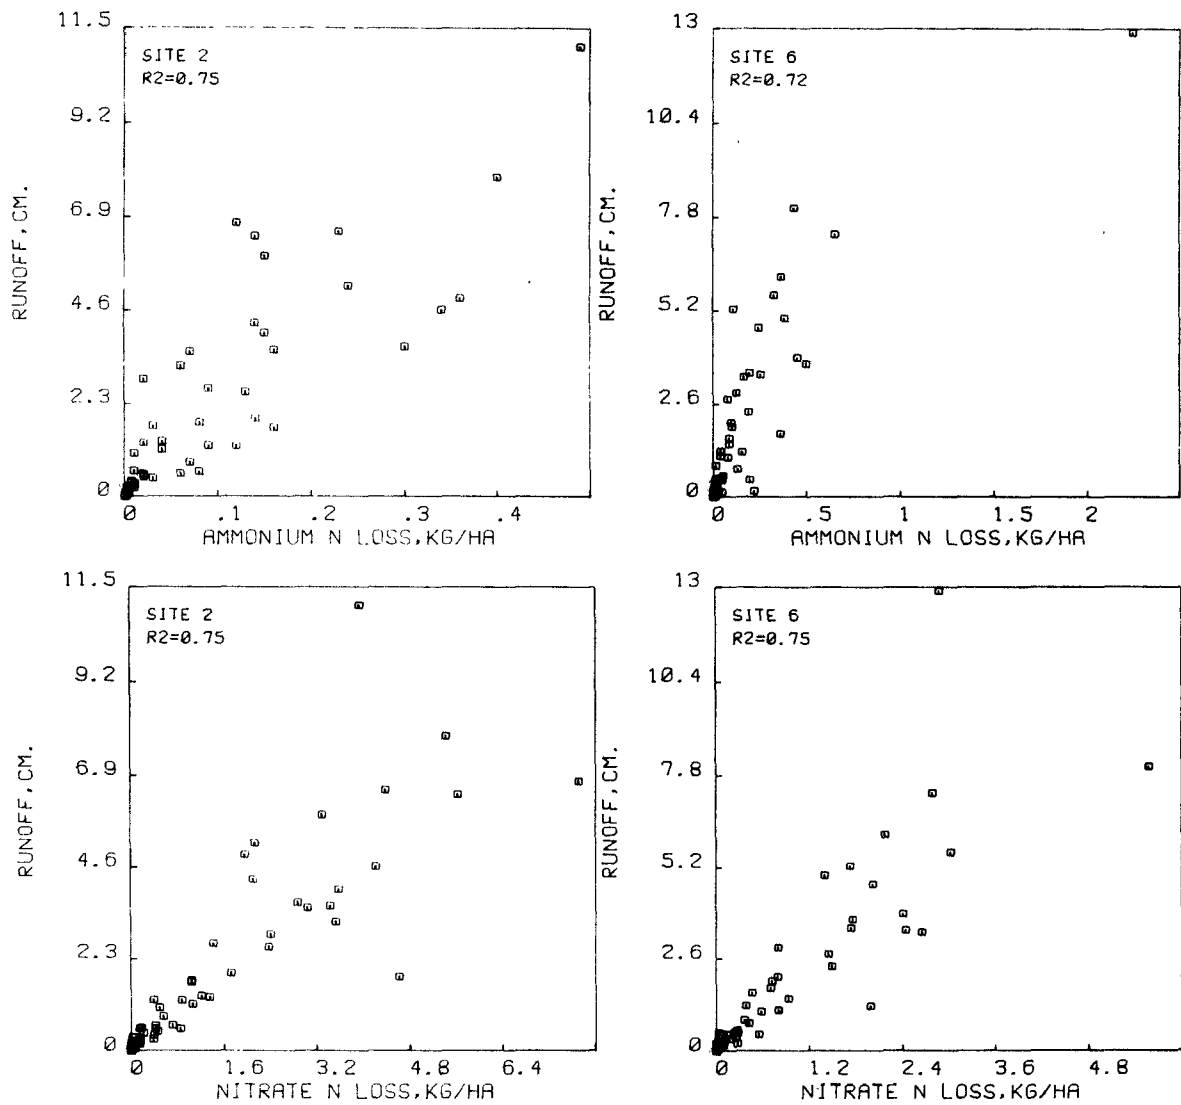 11.5
SITE 2
R2=0.75
9.2
6.9
4.6
2.3
0
RUNOFF, CM.
0 .1 .2 .3 .4
AMMONIUM N LOSS,KG/HA
13
SITE 6
R2=0.72
10.4
7.8
5.2
2.6
0
RUNOFF, CM.
0 .5 1 1.5 2
AMMONIUM N LOSS,KG/HA
11.5
SITE 2
R2=0.75
9.2
6.9
4.6
2.3
0
RUNOFF, CM.
0 1.6 3.2 4.8 6.4
NITRATE N LOSS,KG/HA
13
SITE 6
R2=0.75
10.4
7.8
5.2
2.6
0
RUNOFF, CM.
0 1.2 2.4 3.6 4.8
NITRATE N LOSS,KG/HA